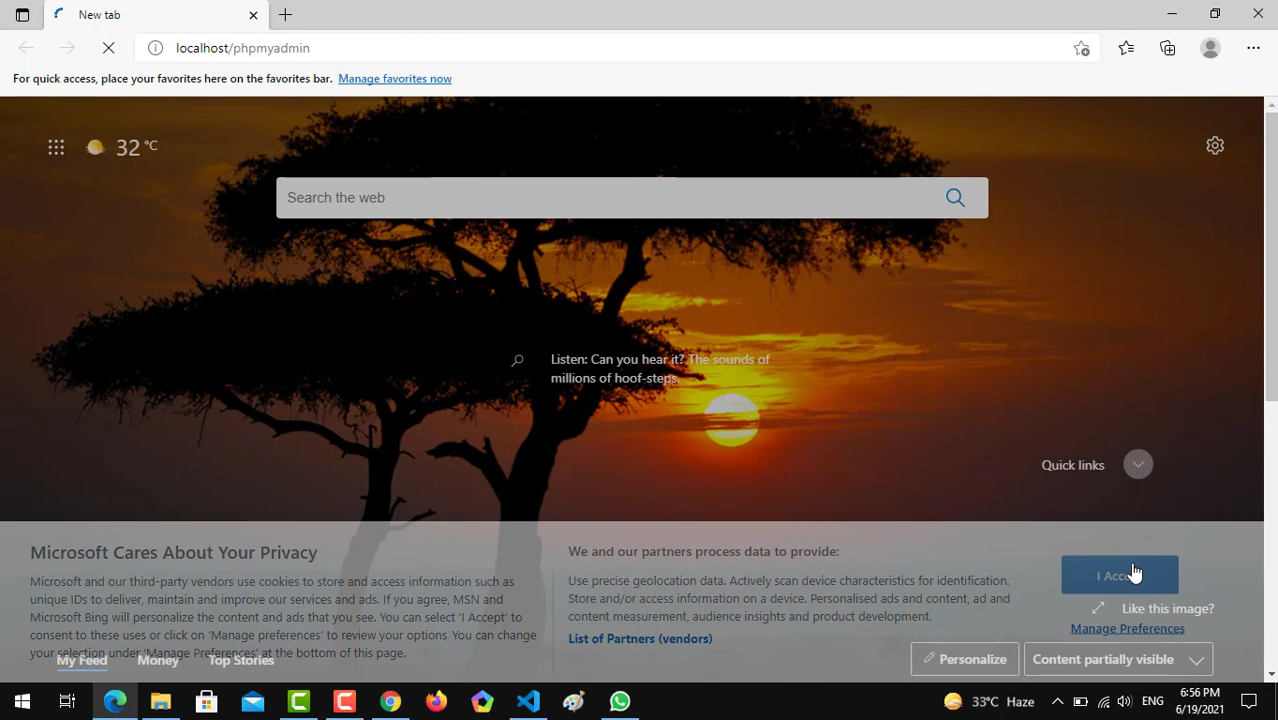 New tab
localhost/phpmyadmin
For quick access, place your favorites here on the favorites bar. Manage favorites now
32 °C
Search the web
Listen: Can you hear it? The sounds of
millions of hoof-steps.
Quick links
Microsoft Cares About Your Privacy
Microsoft and our third-party vendors use cookies to store and access information such as
unique IDs to deliver, maintain and improve our services and ads. If you agree, MSN and
Microsoft Bing will personalize the content and ads that you see. You can select 'I Accept' to
consent to these uses or click on 'Manage preferences' to review your options You can change
your selection under 'Manage Preferences' at the bottom of this page.
We and our partners process data to provide:
Use precise geolocation data. Actively scan device characteristics for identification.
Store and/or access information on a device. Personalised ads and content, ad and
content measurement, audience insights and product development.
List of Partners (vendors)
I Acc
Like this image?
Manage Preferences
My Feed
Money
Top Stories
Personalize
Content partially visible
33°C Haze
ENG
6:56 PM
6/19/2021